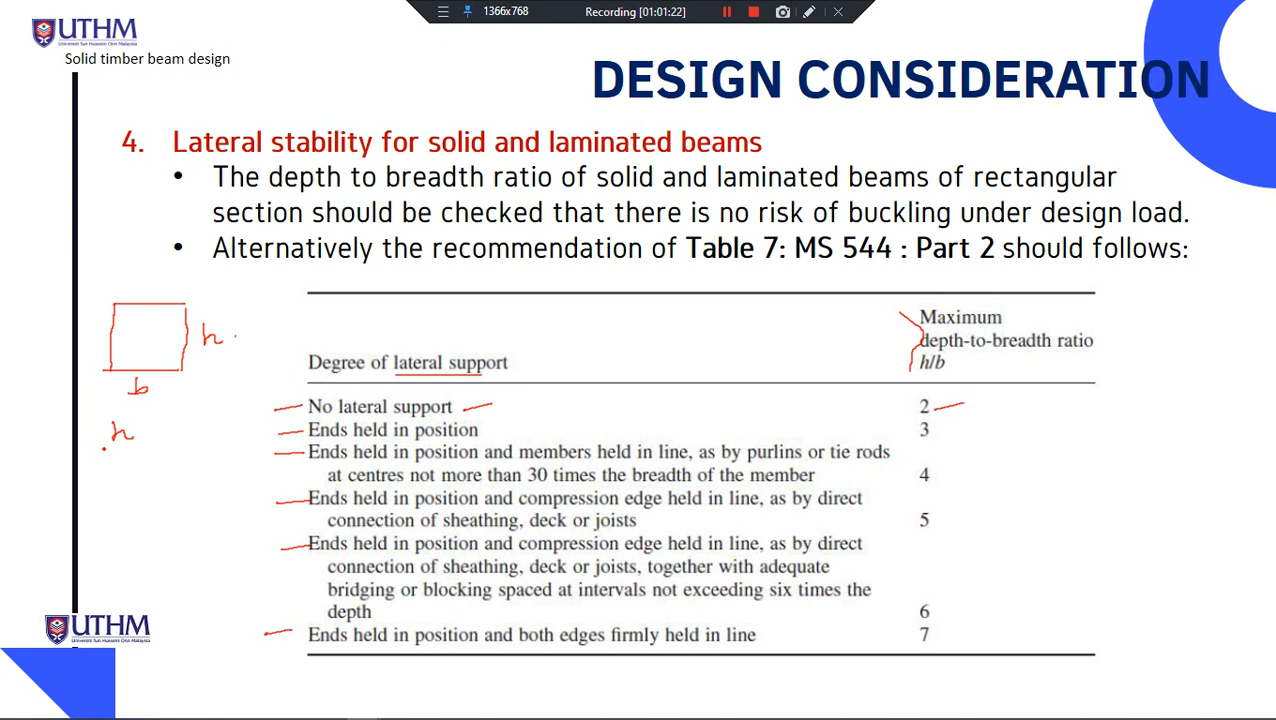 1366x768
Recording [01:01:22]
UTHM
Universiti Tun Hussein Onn Malaysia
Solid timber beam design
DESIGN CONSIDERATION
4. Lateral stability for solid and laminated beams
• The depth to breadth ratio of solid and laminated beams of rectangular
section should be checked that there is no risk of buckling under design load.
• Alternatively the recommendation of Table 7: MS 544 : Part 2 should follows:
h
b
h
Maximum
depth-to-breadth ratio
Degree of lateral support h/b
No lateral support 2
Ends held in position 3
Ends held in position and members held in line, as by purlins or tie rods
at centres not more than 30 times the breadth of the member 4
Ends held in position and compression edge held in line, as by direct
connection of sheathing, deck or joists 5
Ends held in position and compression edge held in line, as by direct
connection of sheathing, deck or joists, together with adequate
bridging or blocking spaced at intervals not exceeding six times the
depth 6
Ends held in position and both edges firmly held in line 7
UTHM
Universiti Tun Hussein Onn Malaysia